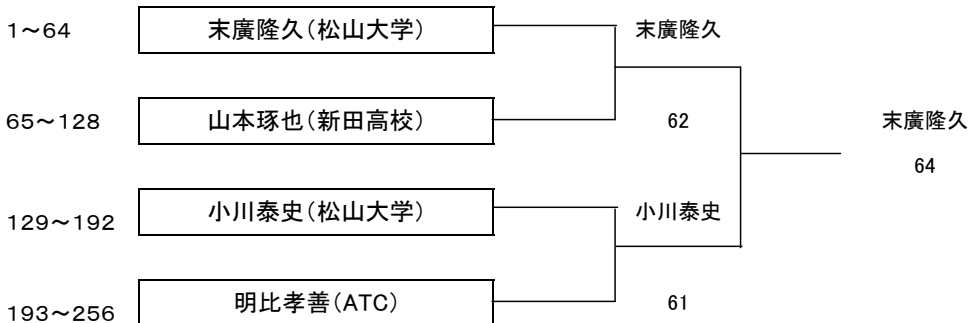 1～64 末廣隆久（松山大学） 末廣隆久
65～128 山本琢也（新田高校） 62 末廣隆久
64
129～192 小川泰史（松山大学） 小川泰史
193～256 明比孝善（ATC） 61